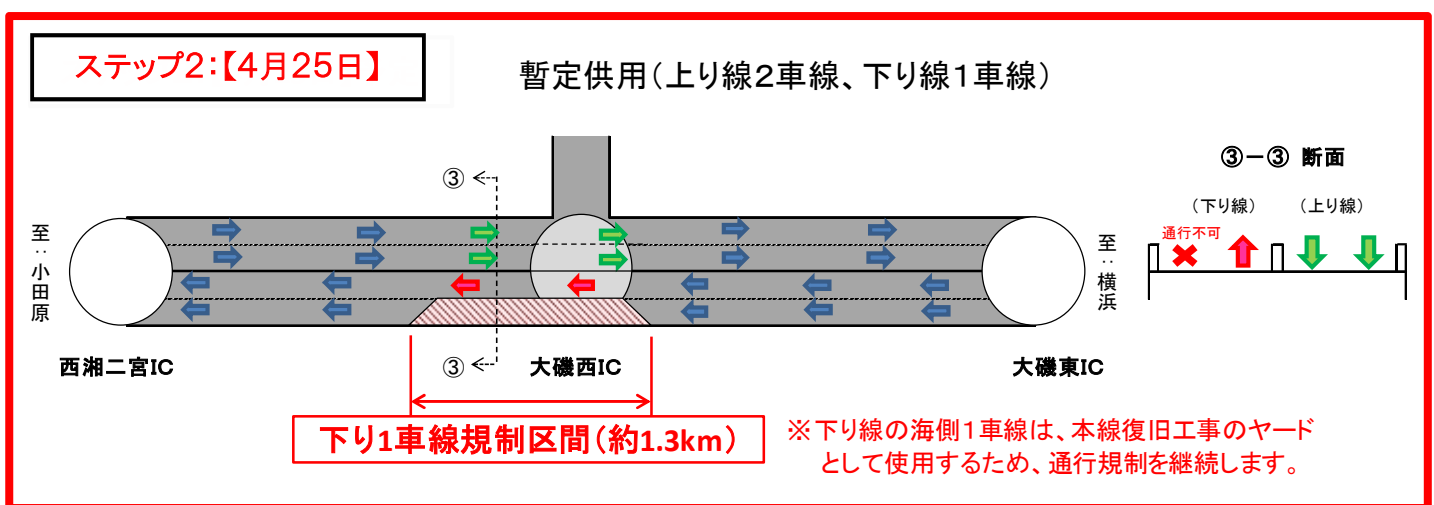 ステップ2:【4月25日】
暫定供用(上り線2車線、下り線1車線)
③-③ 断面
③
(下り線)
(上り線)
通行不可
至:小田原
至:横浜
西湘二宮IC
③
大磯西IC
大磯東IC
下り1車線規制区間(約1.3km)
※下り線の海側1車線は、本線復旧工事のヤード
として使用するため、通行規制を継続します。